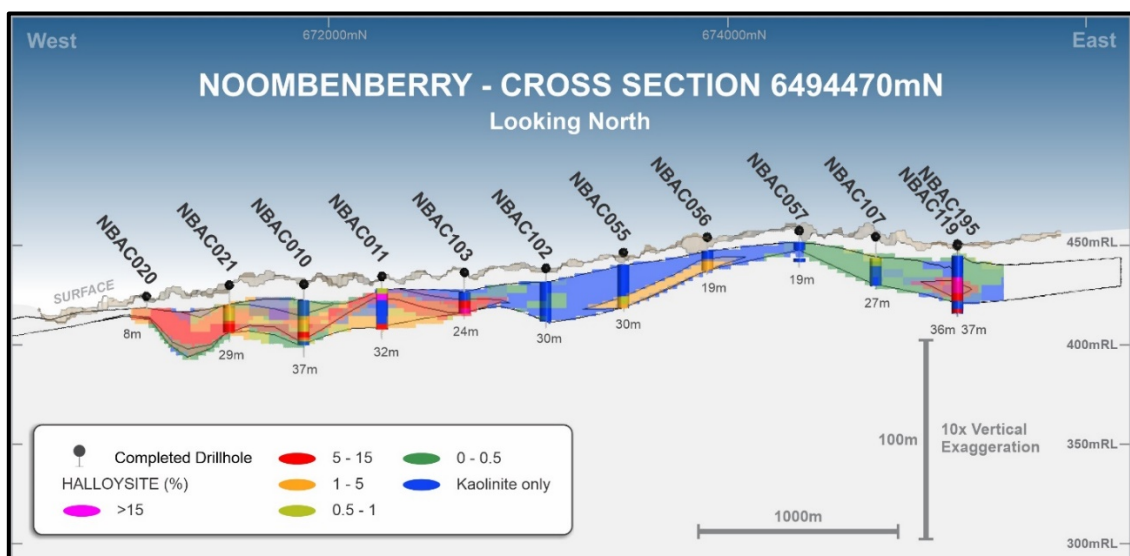 West
672000mN
674000mN
East
NOOMBENBERRY - CROSS SECTION 6494470mN
Looking North
NBAC020
NBAC021
NBAC010
NBAC011
NBAC103
NBAC102
NBAC055
NBAC056
NBAC057
NBAC107
NBAC119
NBAC195
SURFACE
450mRL
400mRL
350mRL
300mRL
8m
29m
37m
32m
24m
30m
30m
19m
19m
27m
36m 37m
100m
10x Vertical
Exaggeration
1000m
Completed Drillhole
HALLOYSITE (%)
>15
5 - 15
1 - 5
0.5 - 1
0 - 0.5
Kaolinite only